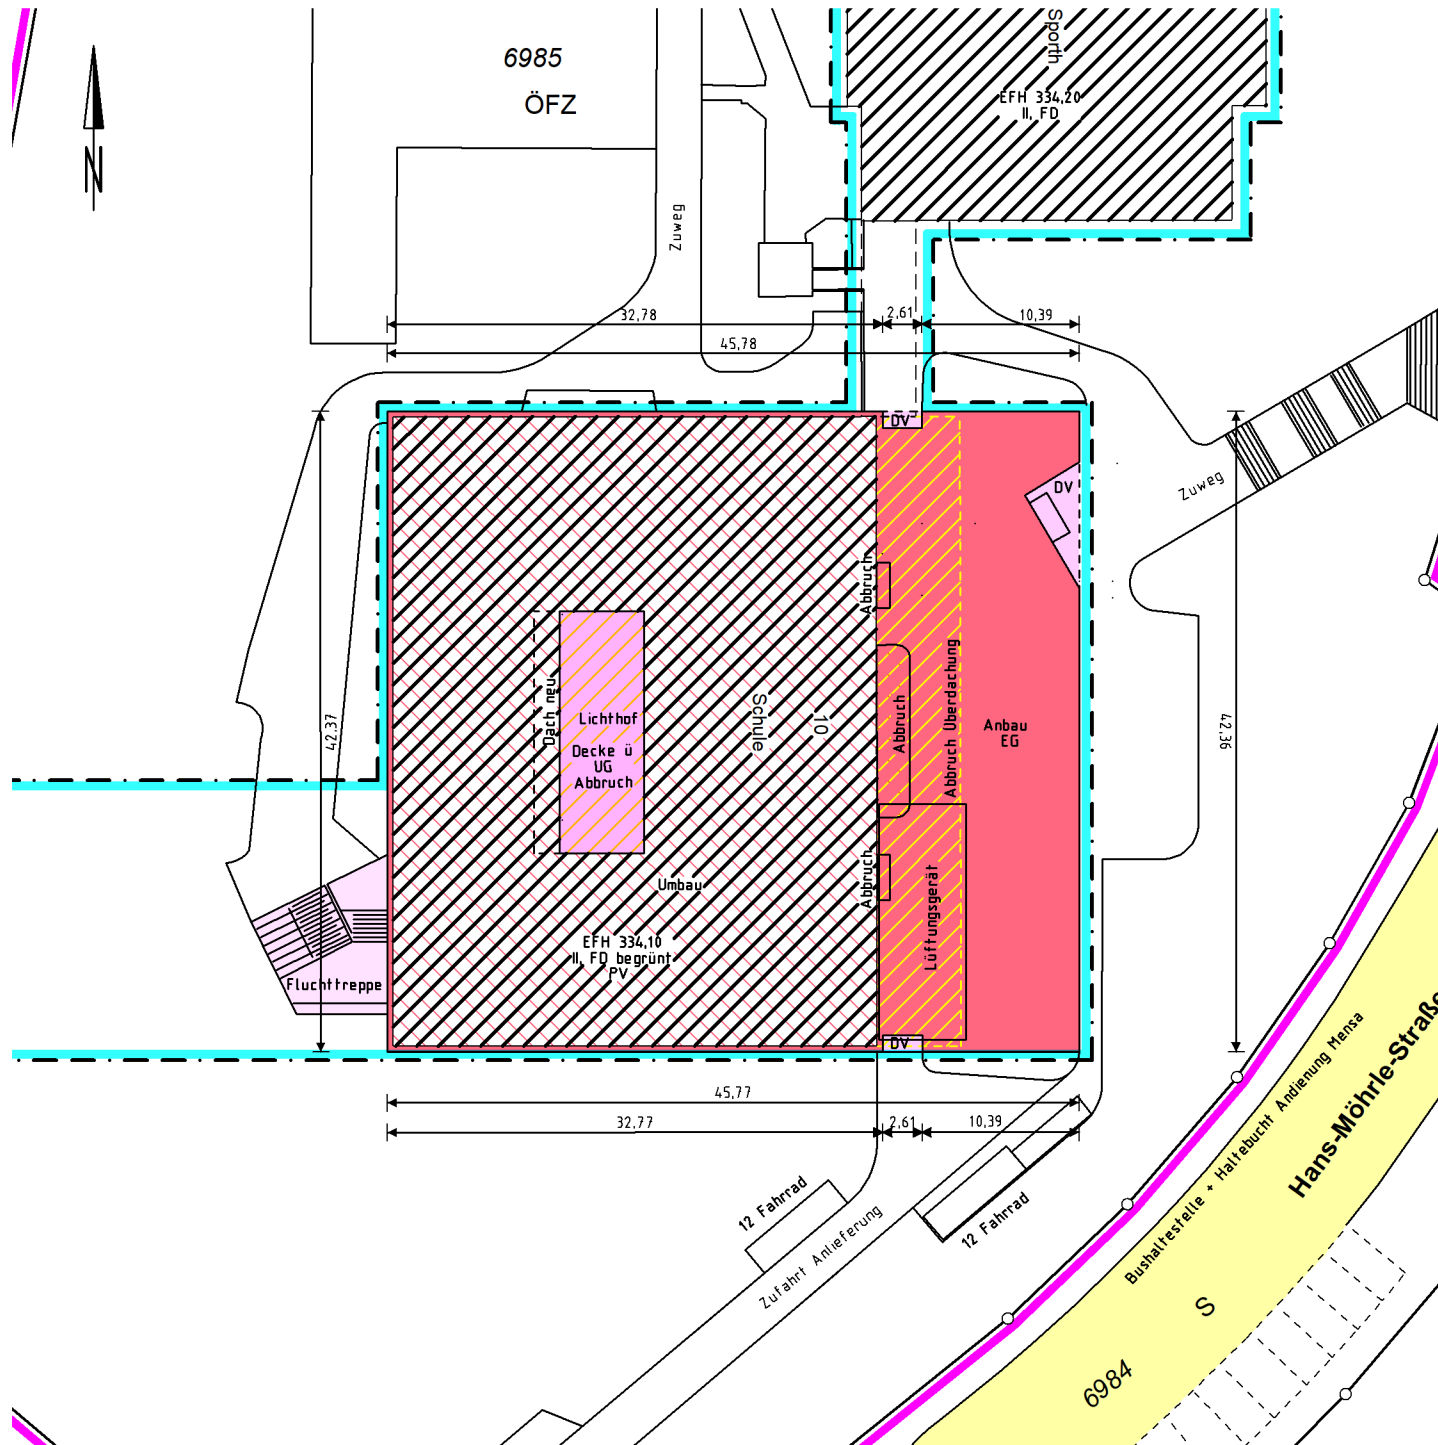 6985
ÖFZ
N
Zuweg
Sporth
EFH 334,20
II, FD
32,78
2,61
10,39
45,78
DV
DV
Zuweg
Abbruch
42,37
42,36
Dach neu
Lichthof
Decke ü
UG
Abbruch
Schule
10
Abbruch
Abbruch Überdachung
Anbau
EG
Umbau
Abbruch
Lüftungsgerät
EFH 334,10
II, FD begrünt
PV
Fluchttreppe
DV
45,77
32,77
2,61
10,39
12 Fahrrad
12 Fahrrad
Zufahrt Anlieferung
Bushaltestelle + Haltebucht Andienung Mensa
Hans-Möhrle-Straße
S
6984